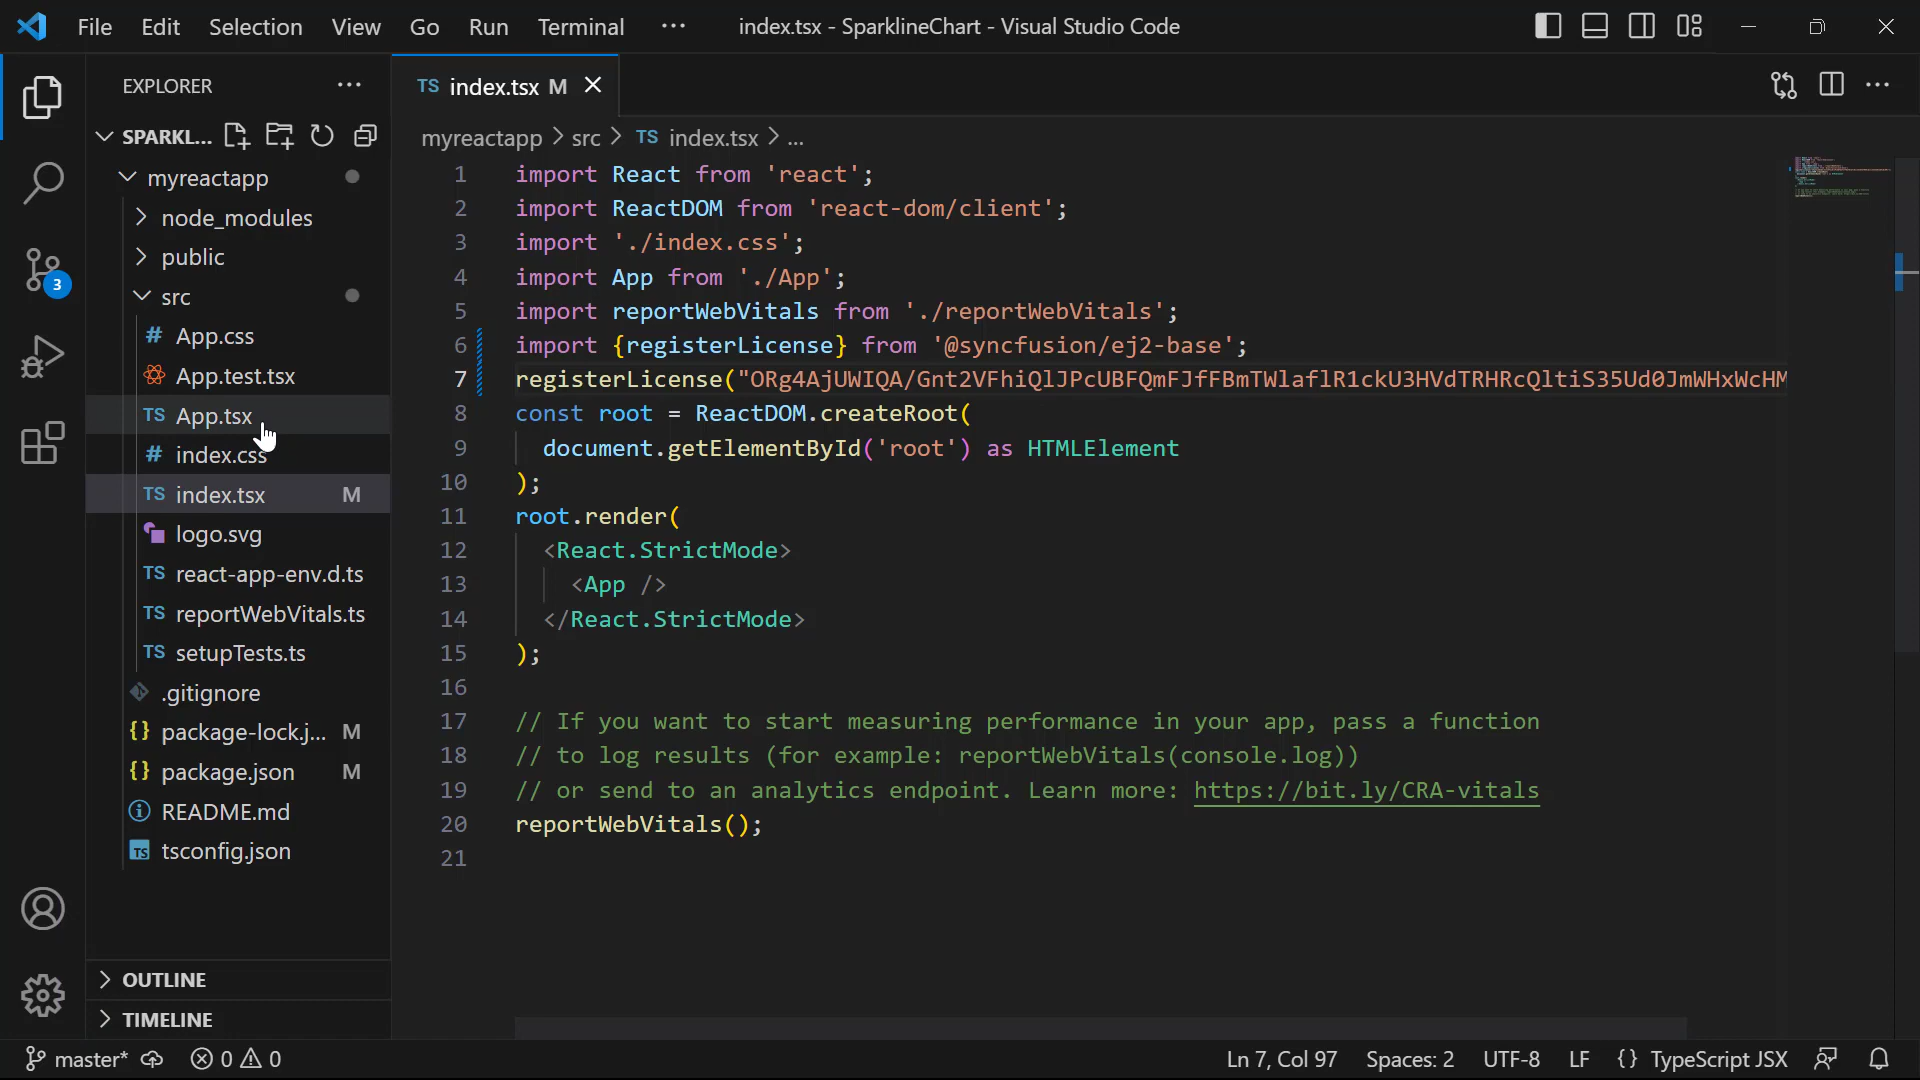 File Edit Selection View Go Run Terminal ··· index.tsx - SparklineChart - Visual Studio Code
EXPLORER ···
TS index.tsx M
SPARKL...
myreactapp > src > TS index.tsx > ...
myreactapp
node_modules
public
src
# App.css
App.test.tsx
TS App.tsx
# index.css
TS index.tsx M
logo.svg
TS react-app-env.d.ts
TS reportWebVitals.ts
TS setupTests.ts
.gitignore
{} package-lock.j... M
{} package.json M
README.md
TS tsconfig.json
OUTLINE
TIMELINE
3
1 import React from 'react';
2 import ReactDOM from 'react-dom/client';
3 import './index.css';
4 import App from './App';
5 import reportWebVitals from './reportWebVitals';
6 import {registerLicense} from '@syncfusion/ej2-base';
7 registerLicense("ORg4AjUWIQA/Gnt2VFhiQlJPcUBFQmFJfFBmTWlaflR1ckU3HVdTRHRcQltiS35Ud0JmWHxWcHM
8 const root = ReactDOM.createRoot(
9 document.getElementById('root') as HTMLElement
10 );
11 root.render(
12 <React.StrictMode>
13 <App />
14 </React.StrictMode>
15 );
16
17 // If you want to start measuring performance in your app, pass a function
18 // to log results (for example: reportWebVitals(console.log))
19 // or send to an analytics endpoint. Learn more: https://bit.ly/CRA-vitals
20 reportWebVitals();
21
master* 0 0 Ln 7, Col 97 Spaces: 2 UTF-8 LF {} TypeScript JSX